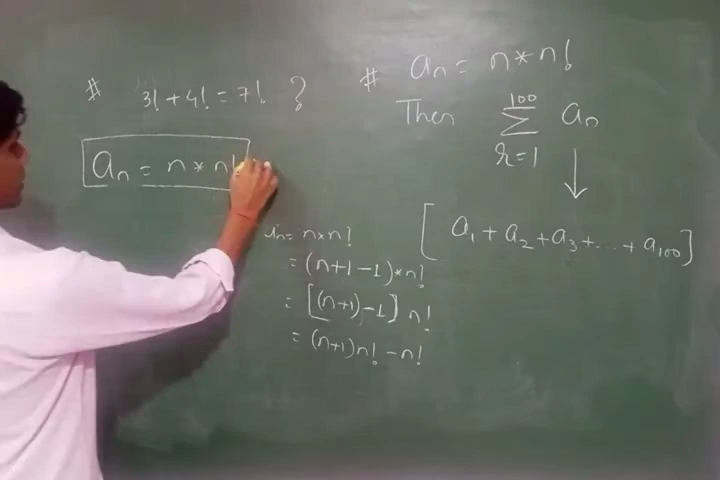 # 3! + 4! = 7! ?
aₙ = n * n!
# aₙ = n * n!
Then
100
∑ aₙ
r = 1
[ a₁ + a₂ + a₃ + ... + a₁₀₀ ]
aₙ = n × n!
= (n+1-1) * n!
= [(n+1) - 1] n!
= (n+1) n! - n!